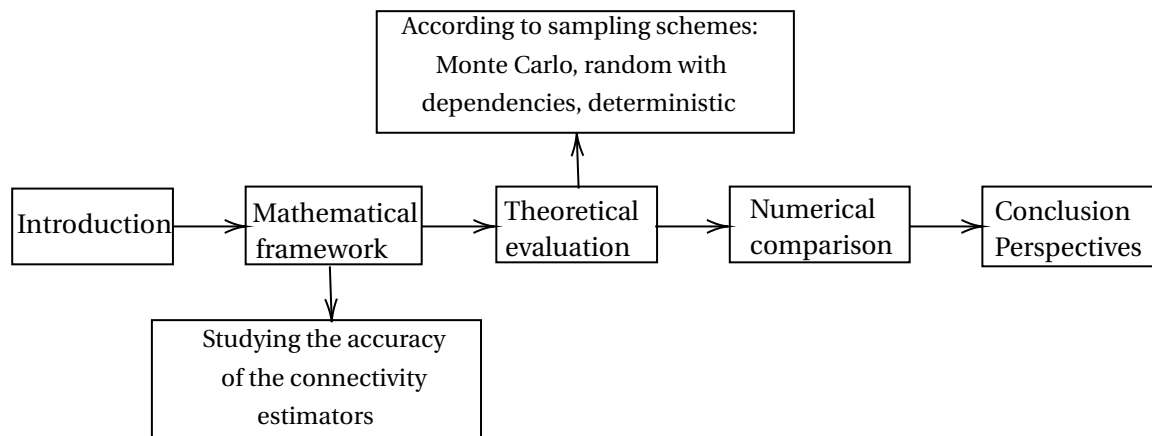 According to sampling schemes:
Monte Carlo, random with
dependencies, deterministic
Introduction
Mathematical
framework
Theoretical
evaluation
Numerical
comparison
Conclusion
Perspectives
Studying the accuracy
of the connectivity
estimators